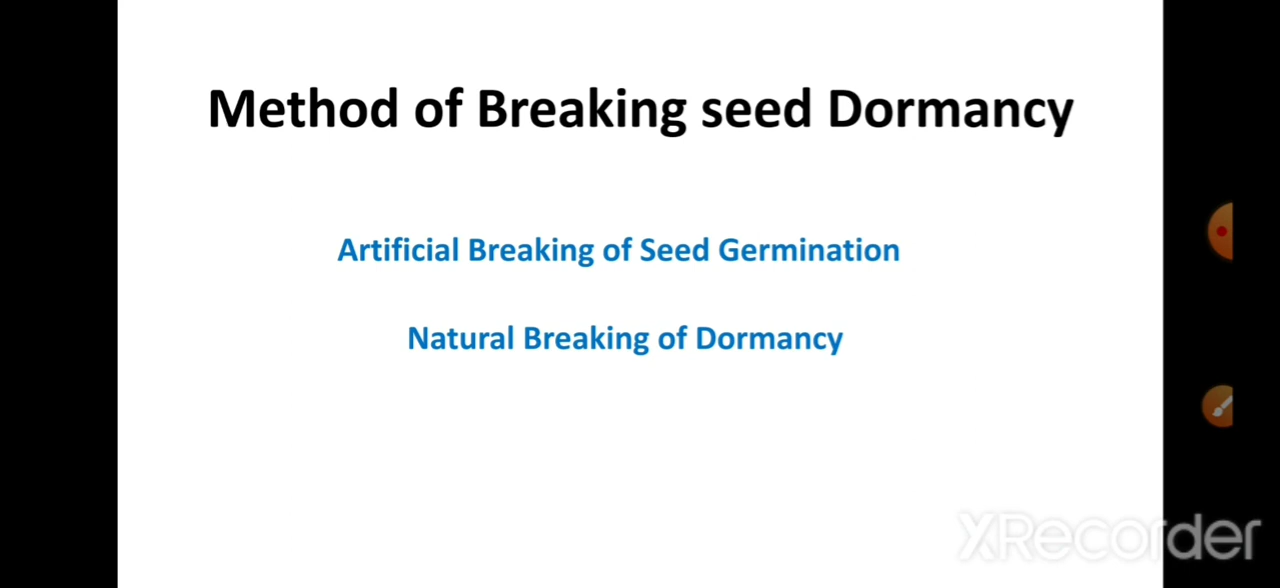 Method of Breaking seed Dormancy
Artificial Breaking of Seed Germination
Natural Breaking of Dormancy
XRecorder